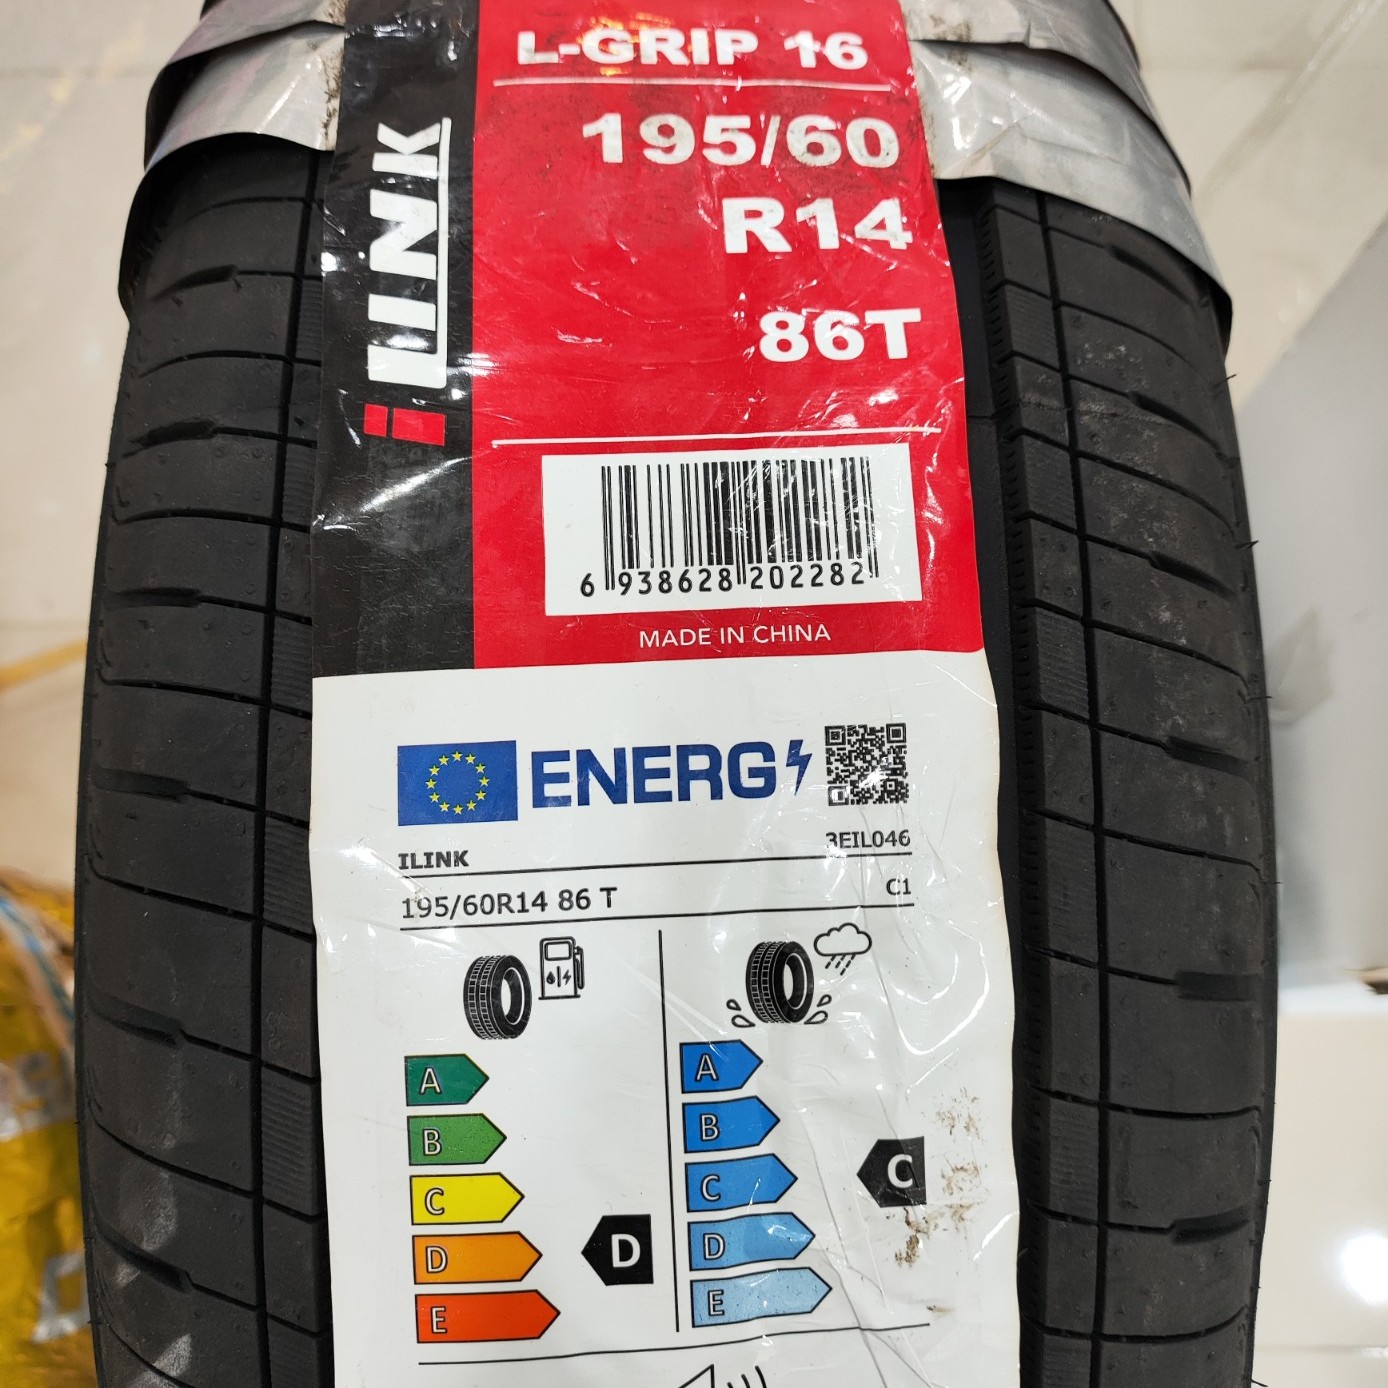 L-GRIP 16
195/60
R14
86T
iLINK
6 938628 202282
MADE IN CHINA
ENERG
ILINK
3EIL046
195/60R14 86 T
C1
A
B
C
D
E
D
A
B
C
D
E
C